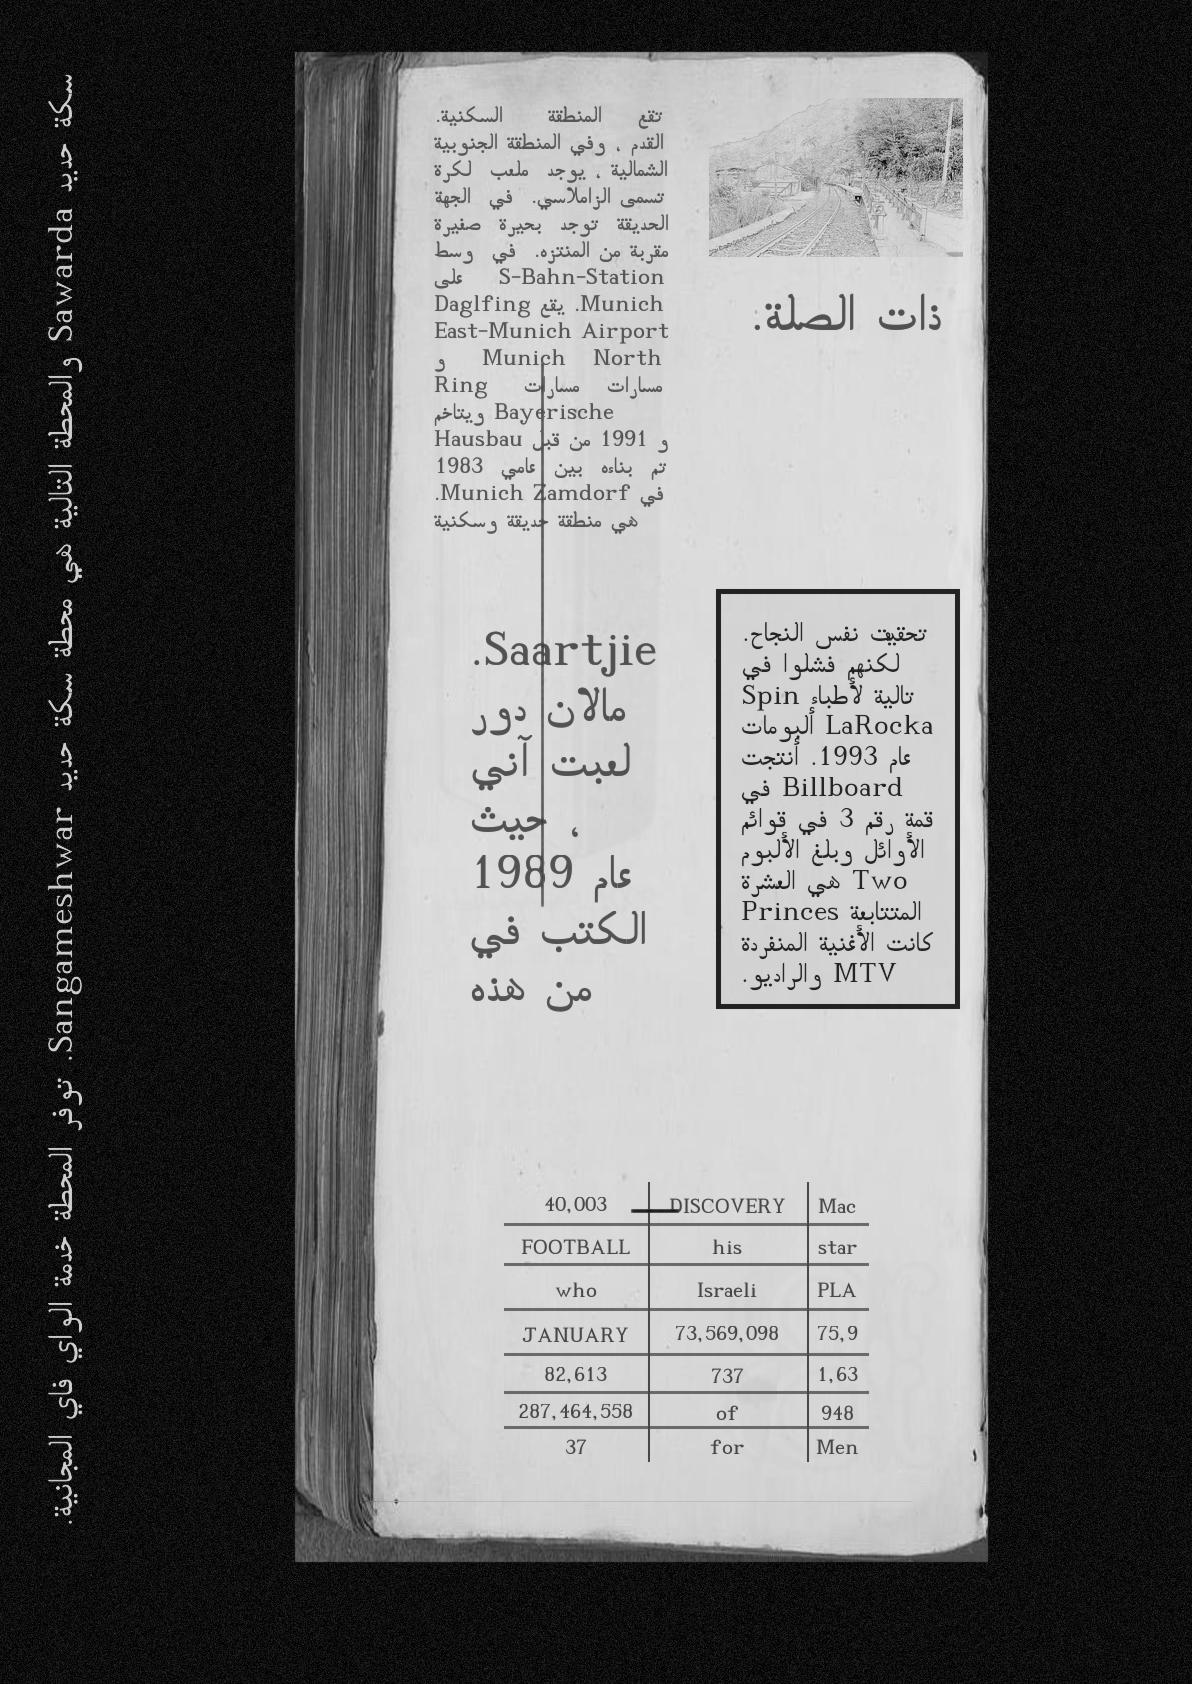 سكة حديد Sawarda والمحطة التالية هي محطة سكة حديد Sangameshwar. توفر المحطة خدمة الواي فاي المجانية.
ذات الصلة:
تقع المنطقة السكنية.
القدم ، وفي المنطقة الجنوبية
الشمالية ، يوجد ملعب لكرة
تسمى الزاملاسي. في الجهة
الحديقة توجد بحيرة صغيرة
مقربة من المنتزه. في وسط
S-Bahn-Station على
Munich. يقع Daglfing
East-Munich Airport
Munich North و
مسارات مسارات Ring
Bayerische ويتاخم
و 1991 من قبل Hausbau
تم بناءه بين عامي 1983
في Munich Zamdorf.
هي منطقة حديقة وسكنية
تحقيق نفس النجاح.
لكنهم فشلوا في
تالية لأطباء Spin
LaRocka ألبومات
عام 1993. أنتجت
Billboard في
قمة رقم 3 في قوائم
الأوائل وبلغ الألبوم
Two هي العشرة
المتتابعة Princes
كانت الأغنية المنفردة
MTV والراديو.
Saartjie.
مالان دور
لعبت آني
، حيث
عام 1989
الكتب في
من هذه
40,003 DISCOVERY Mac
FOOTBALL his star
who Israeli PLA
JANUARY 73,569,098 75,9
82,613 737 1,63
287,464,558 of 948
37 for Men